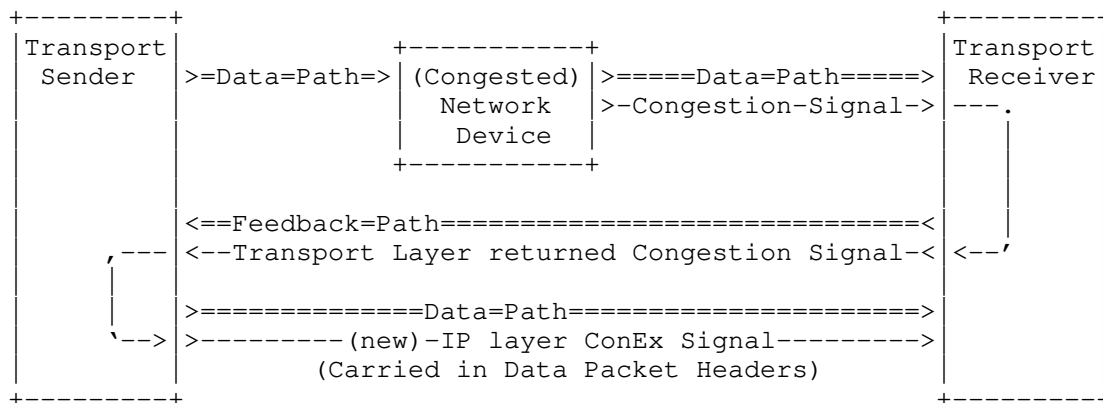 +---------+                       +----------
|Transport|     +-----------+     |Transport
| Sender  |>=Data=Path=>|(Congested)|>=====Data=Path=====>| Receiver
|         |     |  Network  |>-Congestion-Signal->|---.
|         |     |  Device   |     |   |
|         |     +-----------+     |   |
|         |                       |   |
|         |<==Feedback=Path=============================<|   |
|     ,---|<--Transport Layer returned Congestion Signal-<|<--'
|     |   |                       |
|     |   |>==============Data=Path======================>|
|     `-->|>---------(new)-IP layer ConEx Signal--------->|
|         |     (Carried in Data Packet Headers)     |
+---------+                       +----------